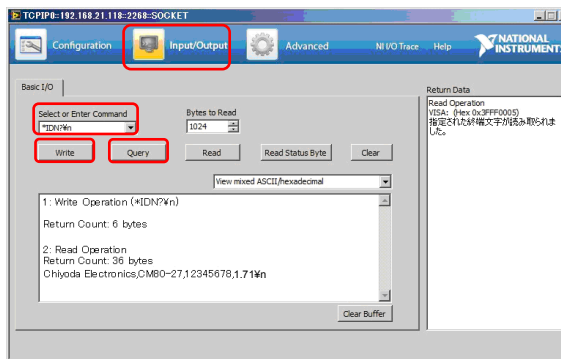 TCPIP0::192.168.21.118::2268::SOCKET
Configuration
Input/Output
Advanced
NI I/O Trace
Help
NATIONAL
INSTRUMENTS
Basic I/O
Return Data
Select or Enter Command
Bytes to Read
*IDN?¥n
1024
Write
Query
Read
Read Status Byte
Clear
View mixed ASCII/hexadecimal
1: Write Operation (*IDN?¥n)
Return Count: 6 bytes
2: Read Operation
Return Count: 36 bytes
Chiyoda Electronics,CM80-27,12345678,1.71¥n
Clear Buffer
Read Operation
VISA: (Hex 0x3FFF0005)
指定された終端文字が読み取られま
した。